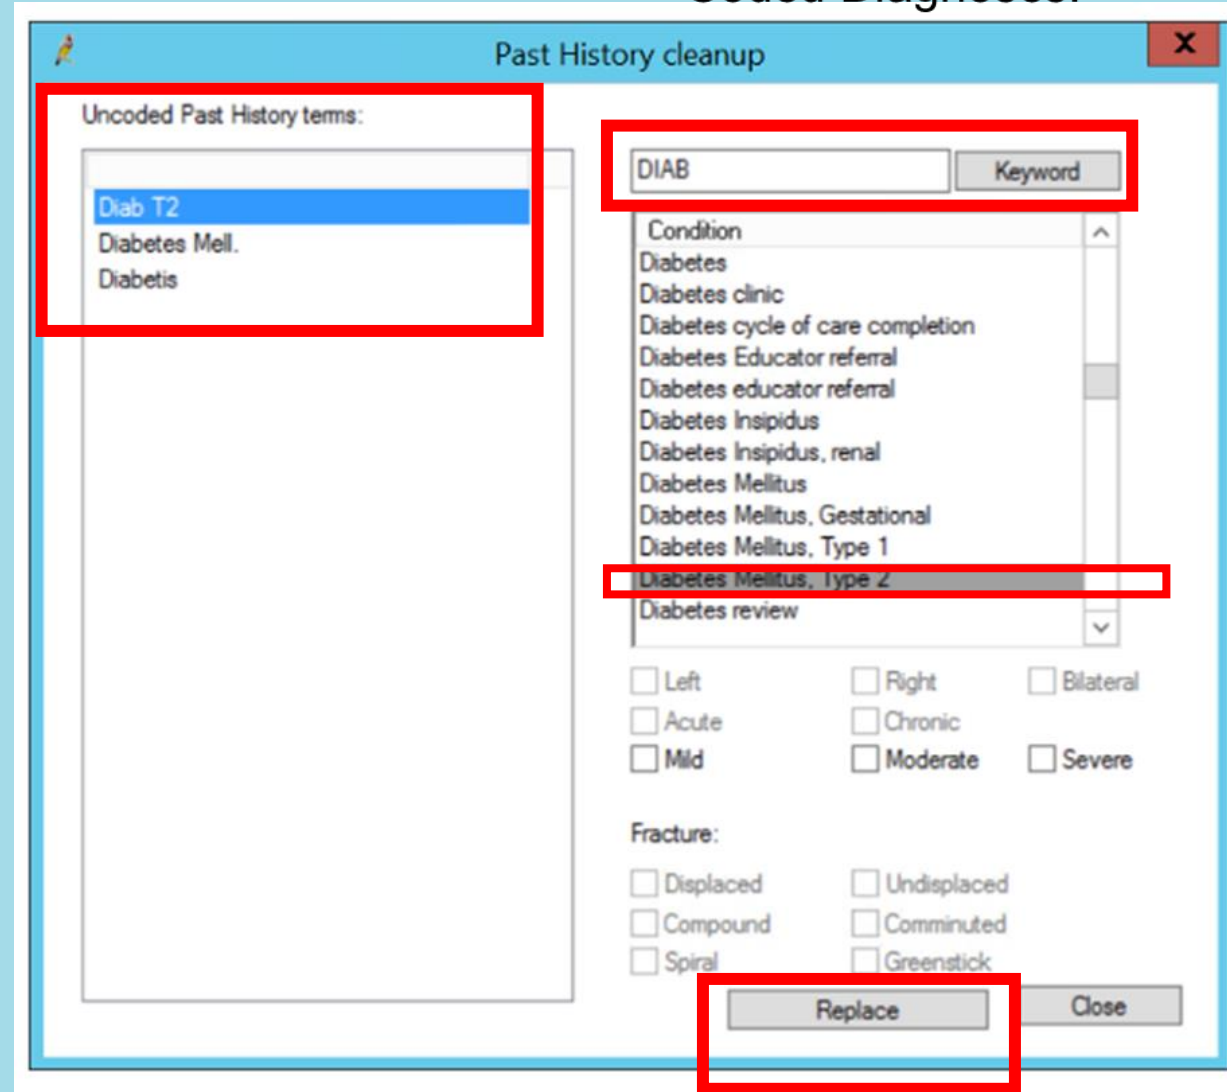 Coded Diagnoses.
Past History cleanup
X
Uncoded Past History terms:
Diab T2
Diabetes Mell.
Diabetis
DIAB
Keyword
Condition
Diabetes
Diabetes clinic
Diabetes cycle of care completion
Diabetes Educator referral
Diabetes educator referral
Diabetes Insipidus
Diabetes Insipidus, renal
Diabetes Mellitus
Diabetes Mellitus, Gestational
Diabetes Mellitus, Type 1
Diabetes Mellitus, Type 2
Diabetes review
Left Right Bilateral
Acute Chronic
Mild Moderate Severe
Fracture:
Displaced Undisplaced
Compound Comminuted
Spiral Greenstick
Replace Close